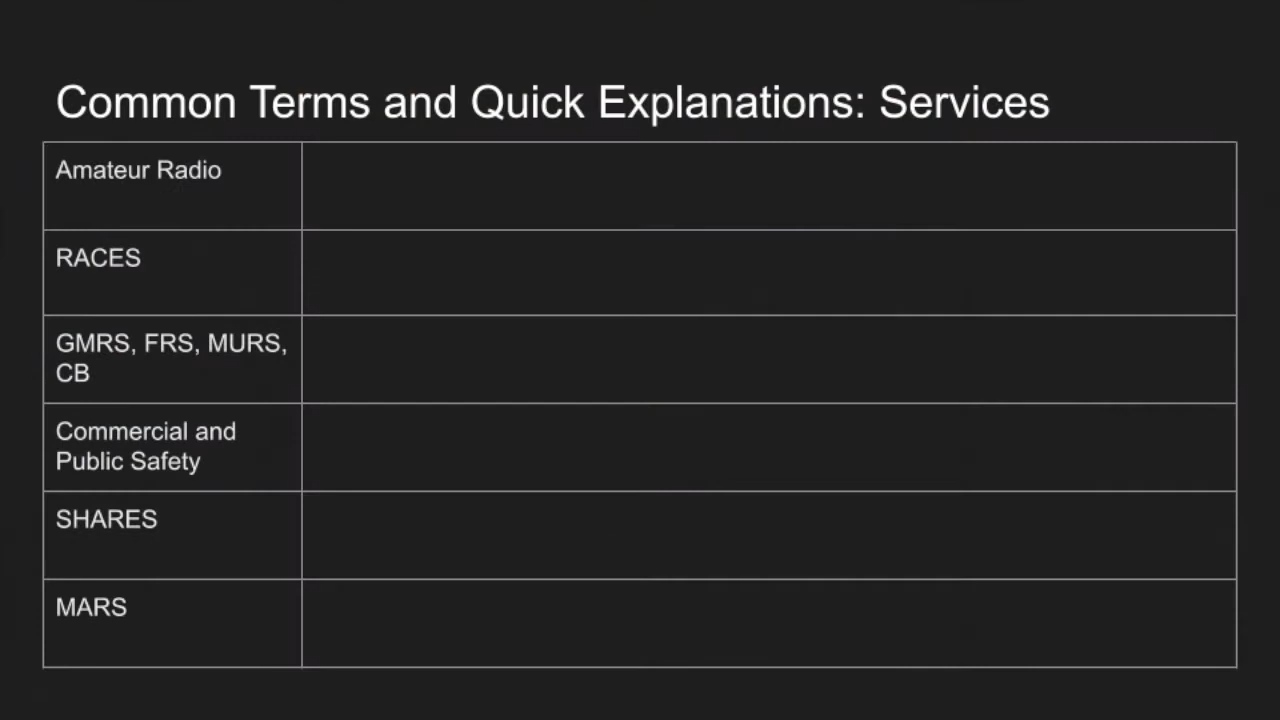 Common Terms and Quick Explanations: Services
Amateur Radio
RACES
GMRS, FRS, MURS,
CB
Commercial and
Public Safety
SHARES
MARS